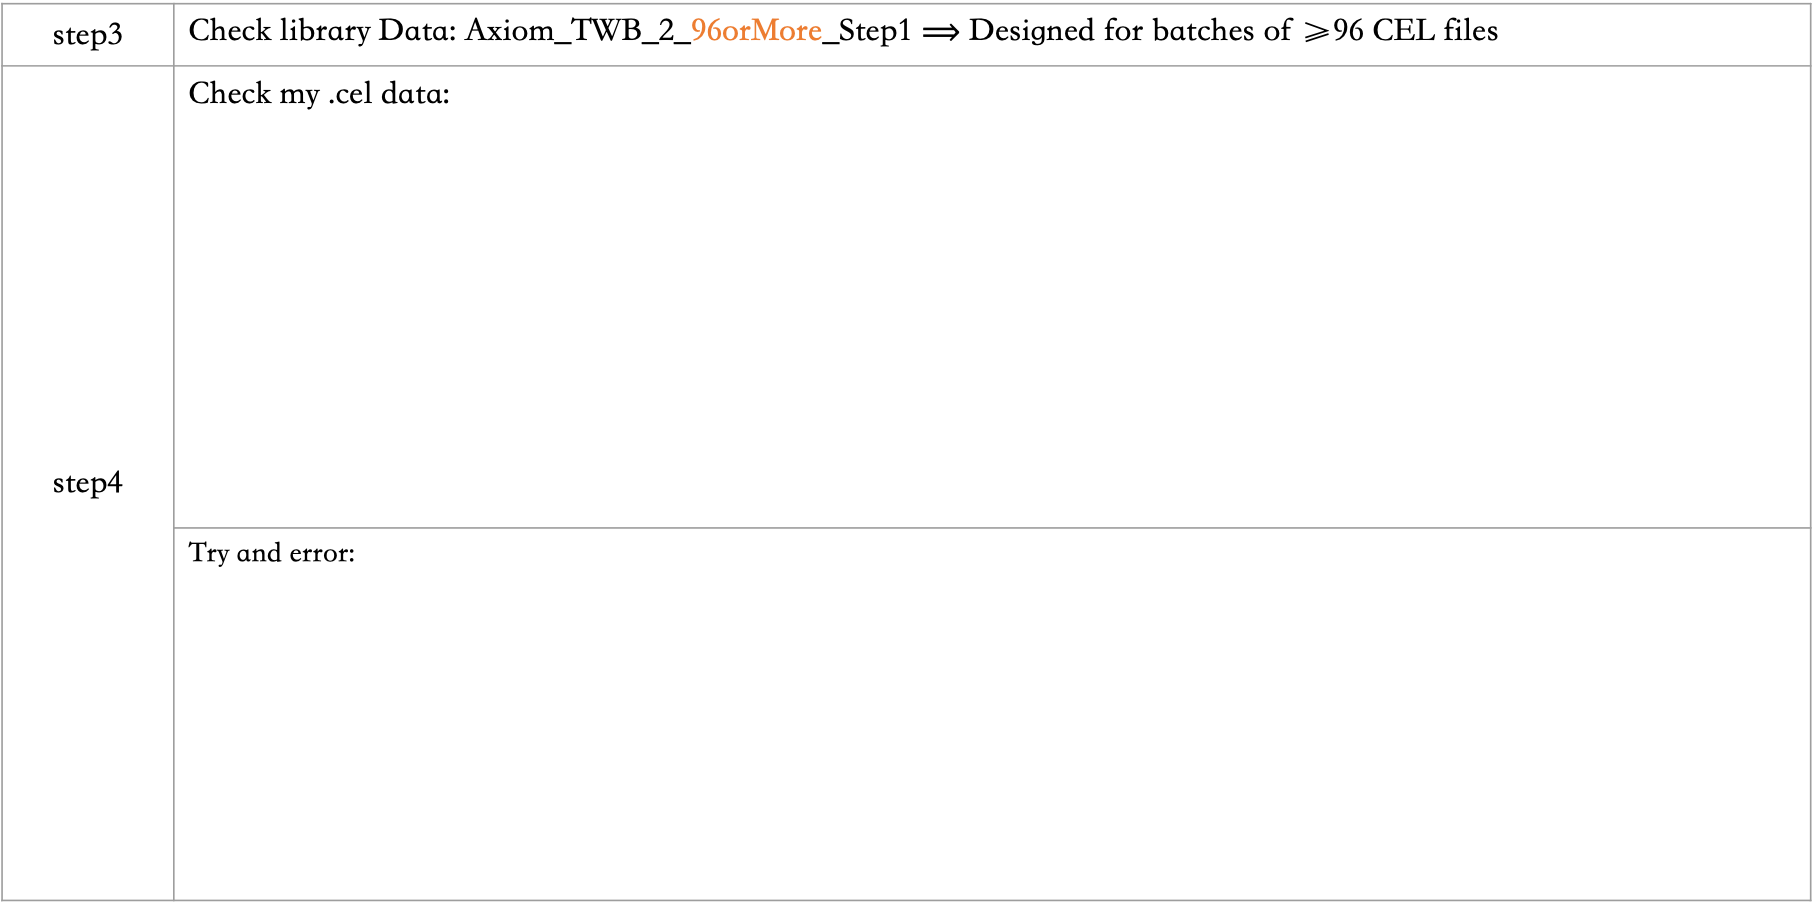 step3
Check library Data: Axiom_TWB_2_96orMore_Step1 ⟹ Designed for batches of ⩾96 CEL files
step4
Check my .cel data:
Try and error: